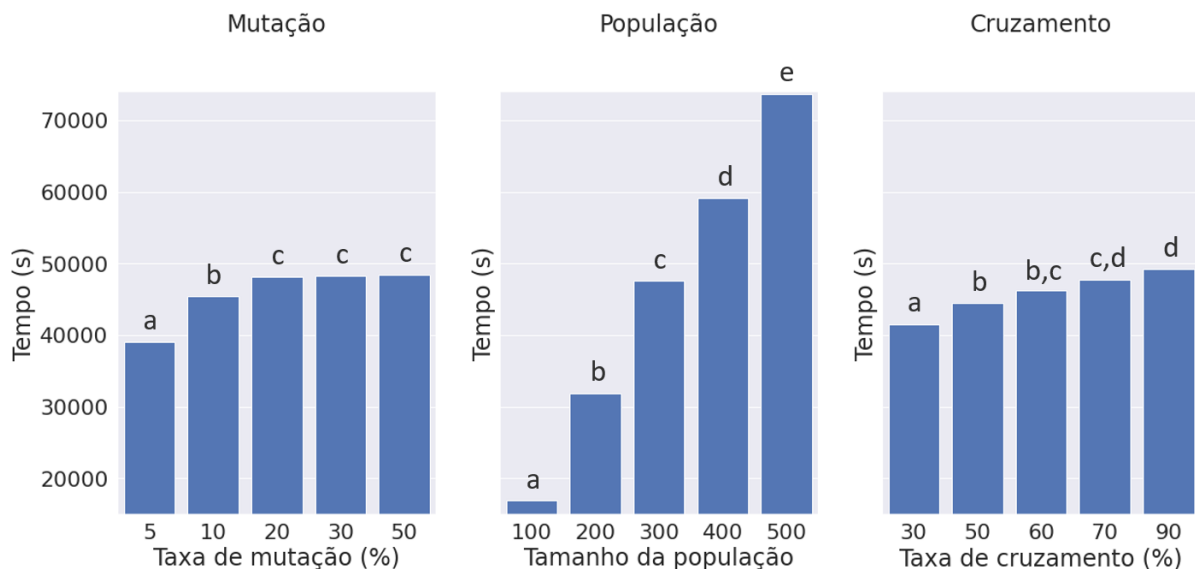 Mutação
População
Cruzamento
Tempo (s)
70000
60000
50000
40000
30000
20000
a
b
c
c
c
5 10 20 30 50
Taxa de mutação (%)
Tempo (s)
a
b
c
d
e
100 200 300 400 500
Tamanho da população
Tempo (s)
a
b
b,c
c,d
d
30 50 60 70 90
Taxa de cruzamento (%)